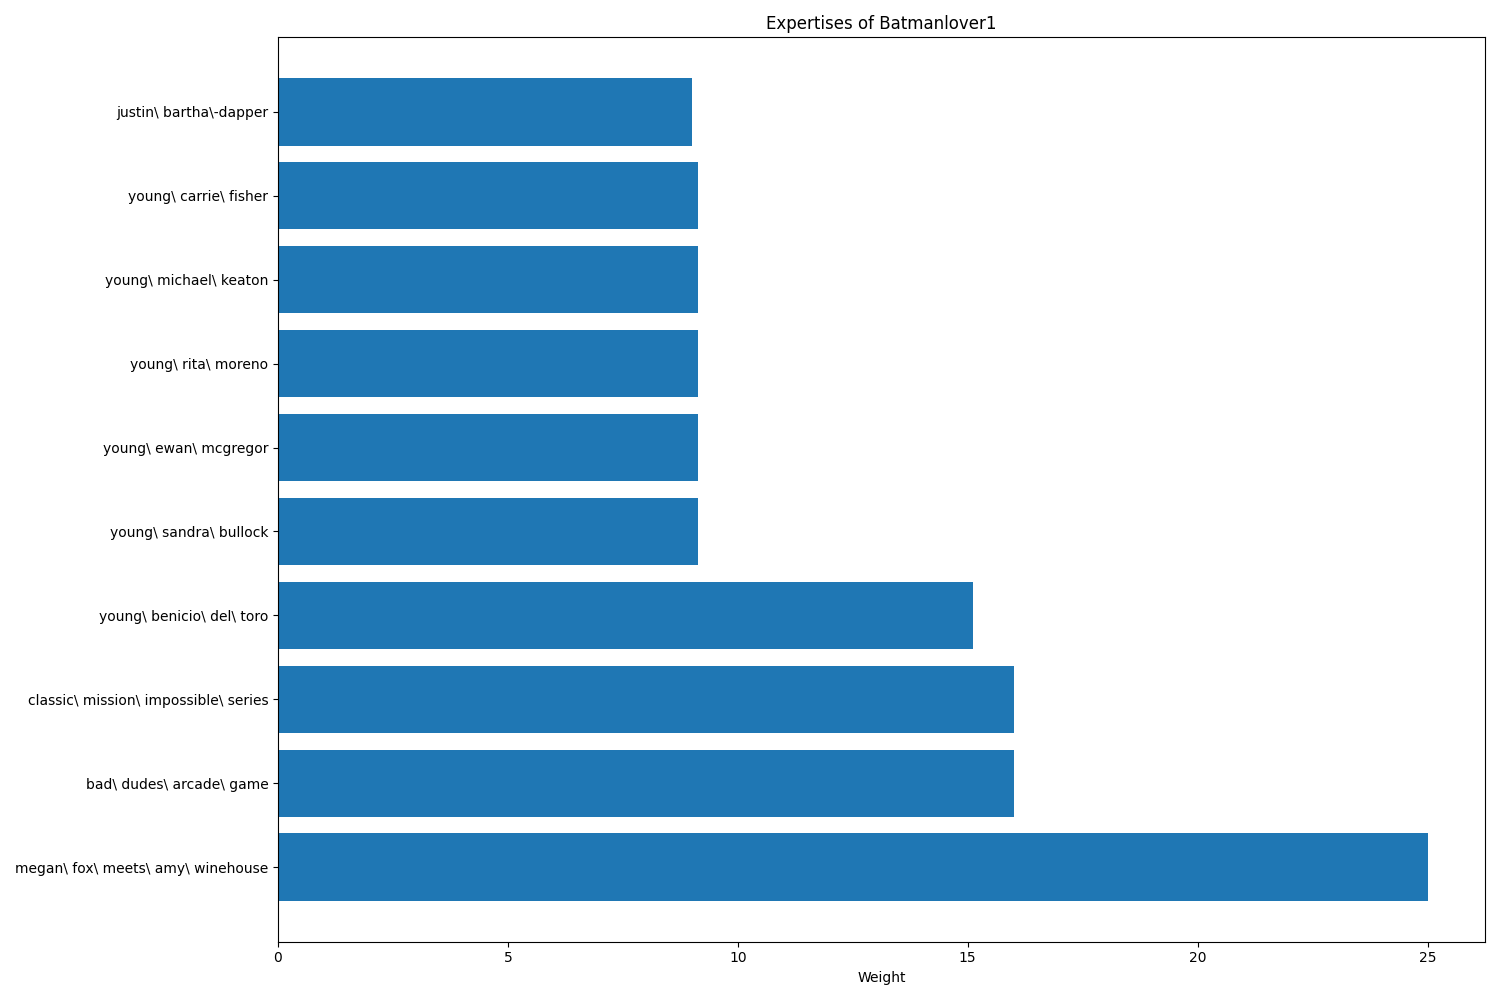 Expertises of Batmanlover1
justin\ bartha\-dapper
young\ carrie\ fisher
young\ michael\ keaton
young\ rita\ moreno
young\ ewan\ mcgregor
young\ sandra\ bullock
young\ benicio\ del\ toro
classic\ mission\ impossible\ series
bad\ dudes\ arcade\ game
megan\ fox\ meets\ amy\ winehouse
0 5 10 15 20 25
Weight